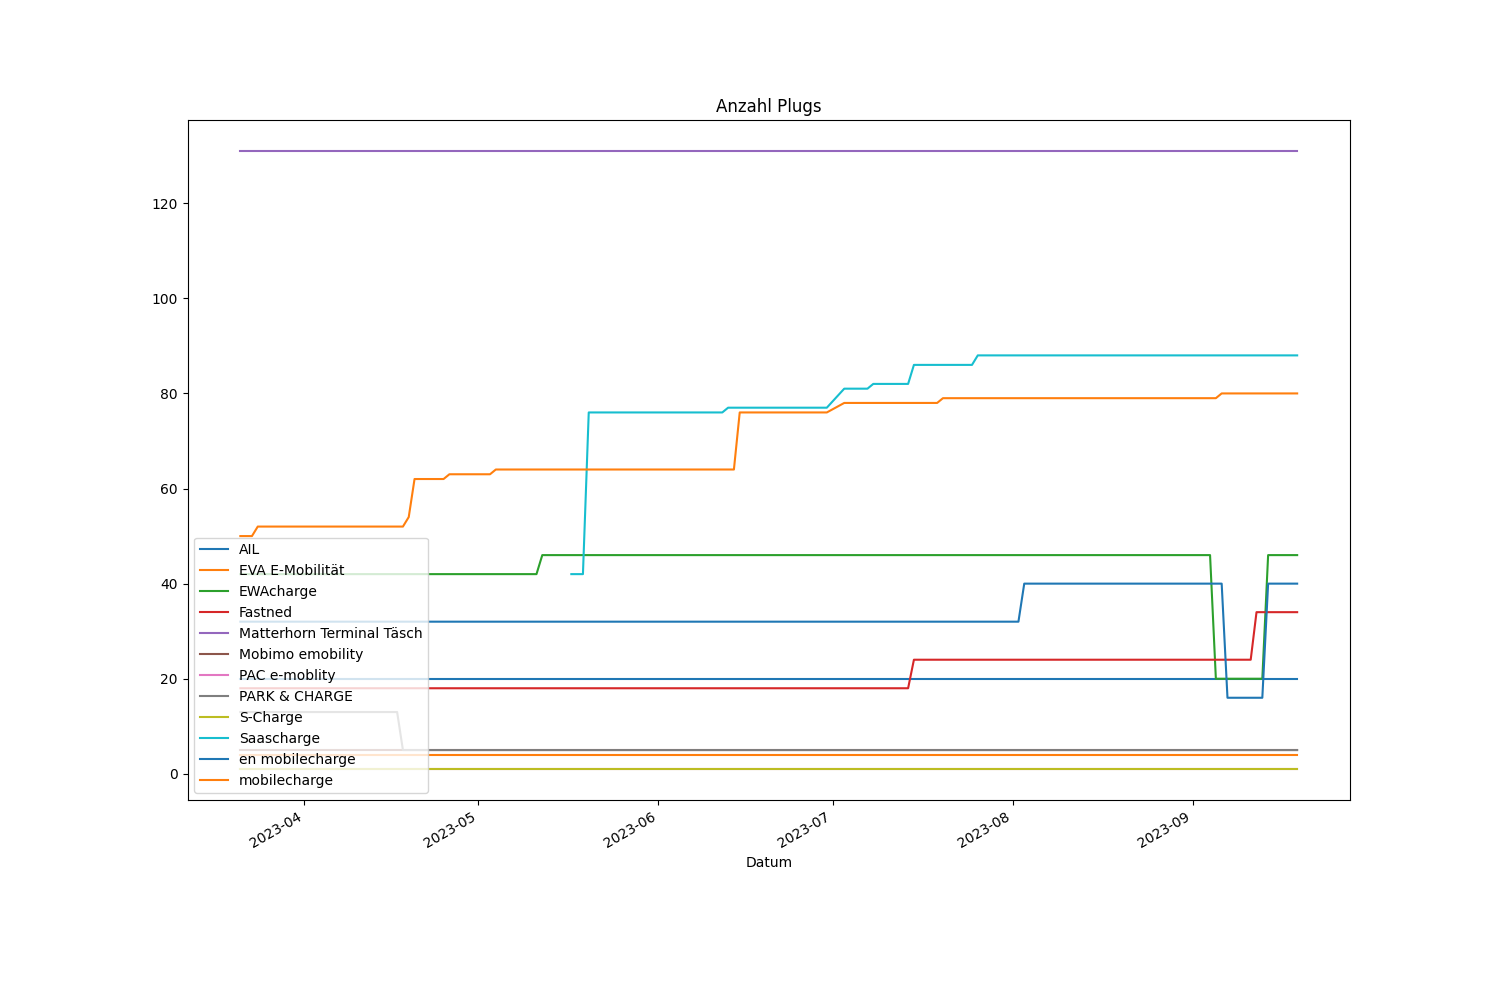 Anzahl Plugs
120
100
80
60
40
20
0
AIL
EVA E-Mobilität
EWAcharge
Fastned
Matterhorn Terminal Täsch
Mobimo emobility
PAC e-moblity
PARK & CHARGE
S-Charge
Saascharge
en mobilecharge
mobilecharge
2023-04
2023-05
2023-06
2023-07
2023-08
2023-09
Datum